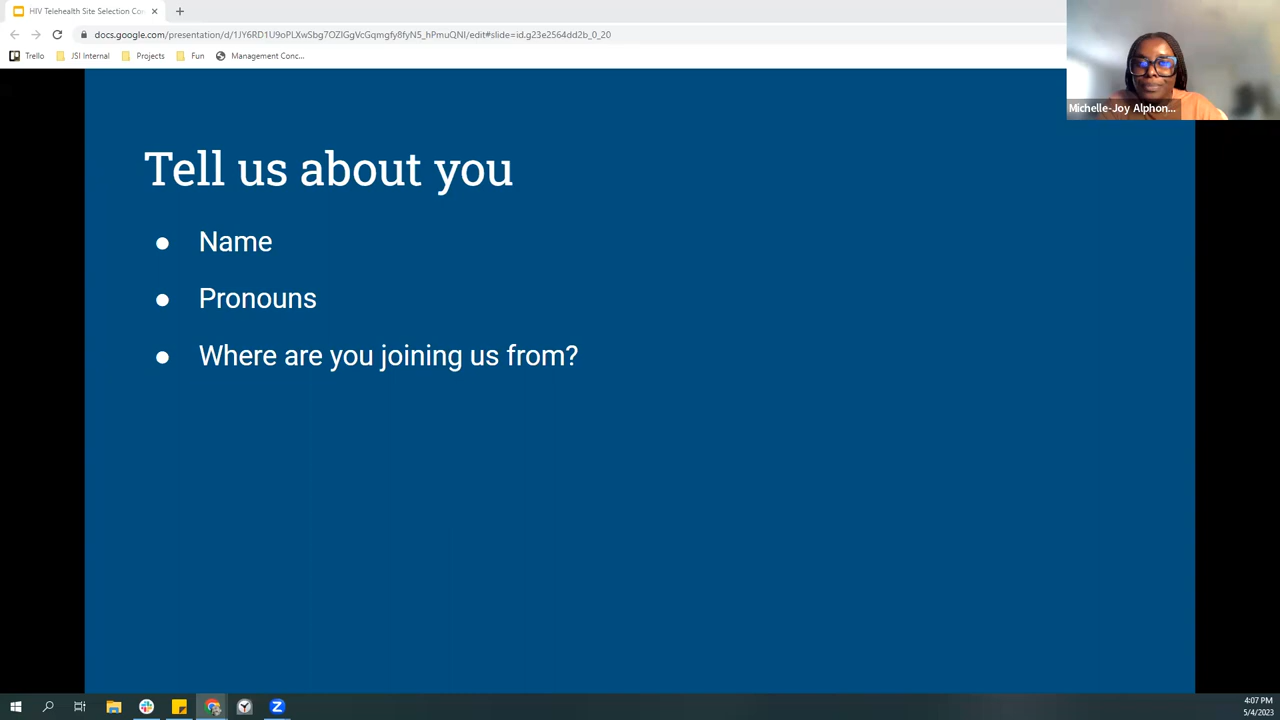 HIV Telehealth Site Selection Con
docs.google.com/presentation/d/1JY6RD1U9oPLXwSbg7OZIGgVcGqmgfy8fyN5_hPmuQNI/edit#slide=id.g23e2564dd2b_0_20
Trello JSI Internal Projects Fun Management Conc...
Michelle-Joy Alphon...
Tell us about you
● Name
● Pronouns
● Where are you joining us from?
4:07 PM
5/4/2023